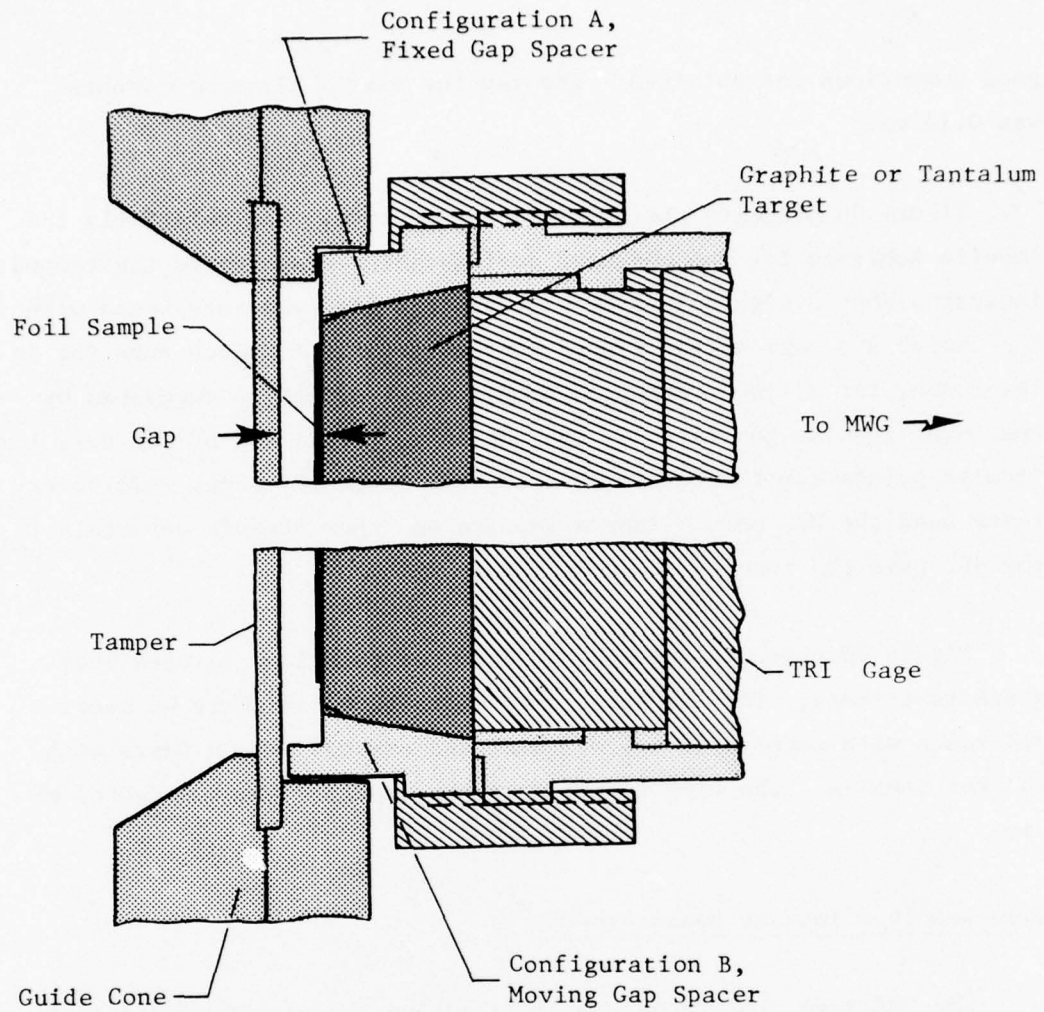 Configuration A,
Fixed Gap Spacer
Graphite or Tantalum
Target
Foil Sample
Gap
To MWG
Tamper
TRI Gage
Configuration B,
Moving Gap Spacer
Guide Cone